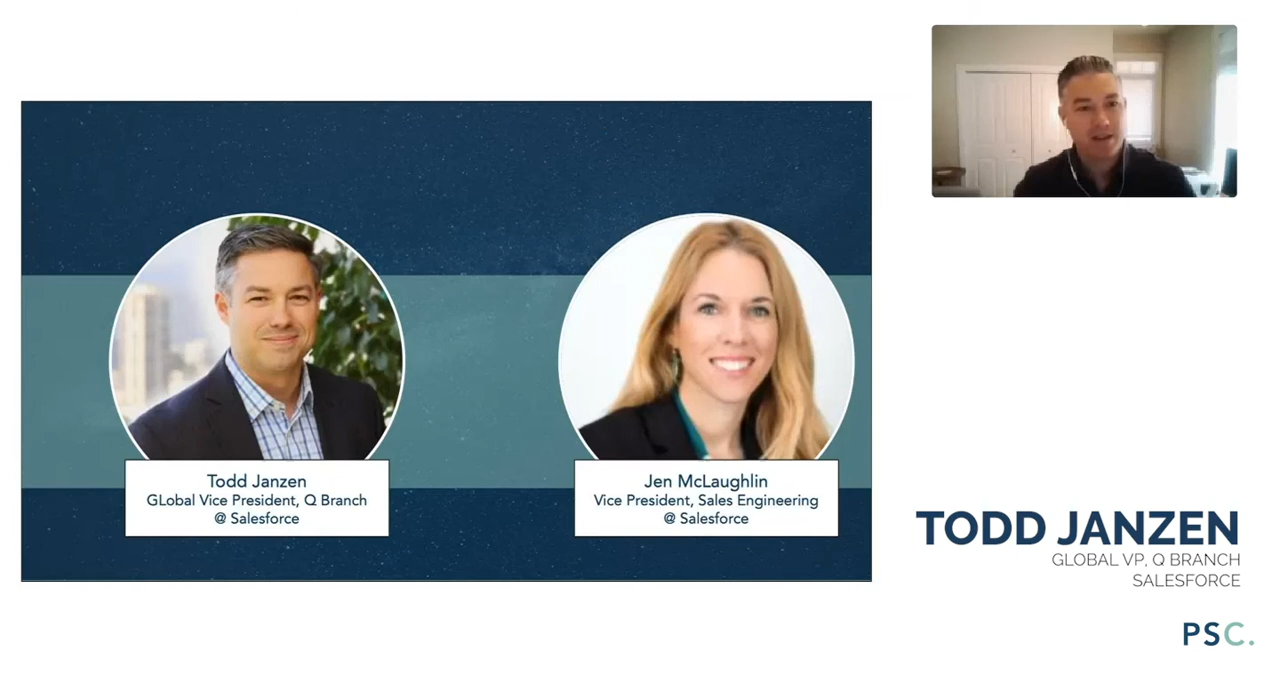 Todd Janzen
GLobal Vice President, Q Branch
@ Salesforce
Jen McLaughlin
Vice President, Sales Engineering
@ Salesforce
TODD JANZEN
GLOBAL VP, Q BRANCH
SALESFORCE
PSC.